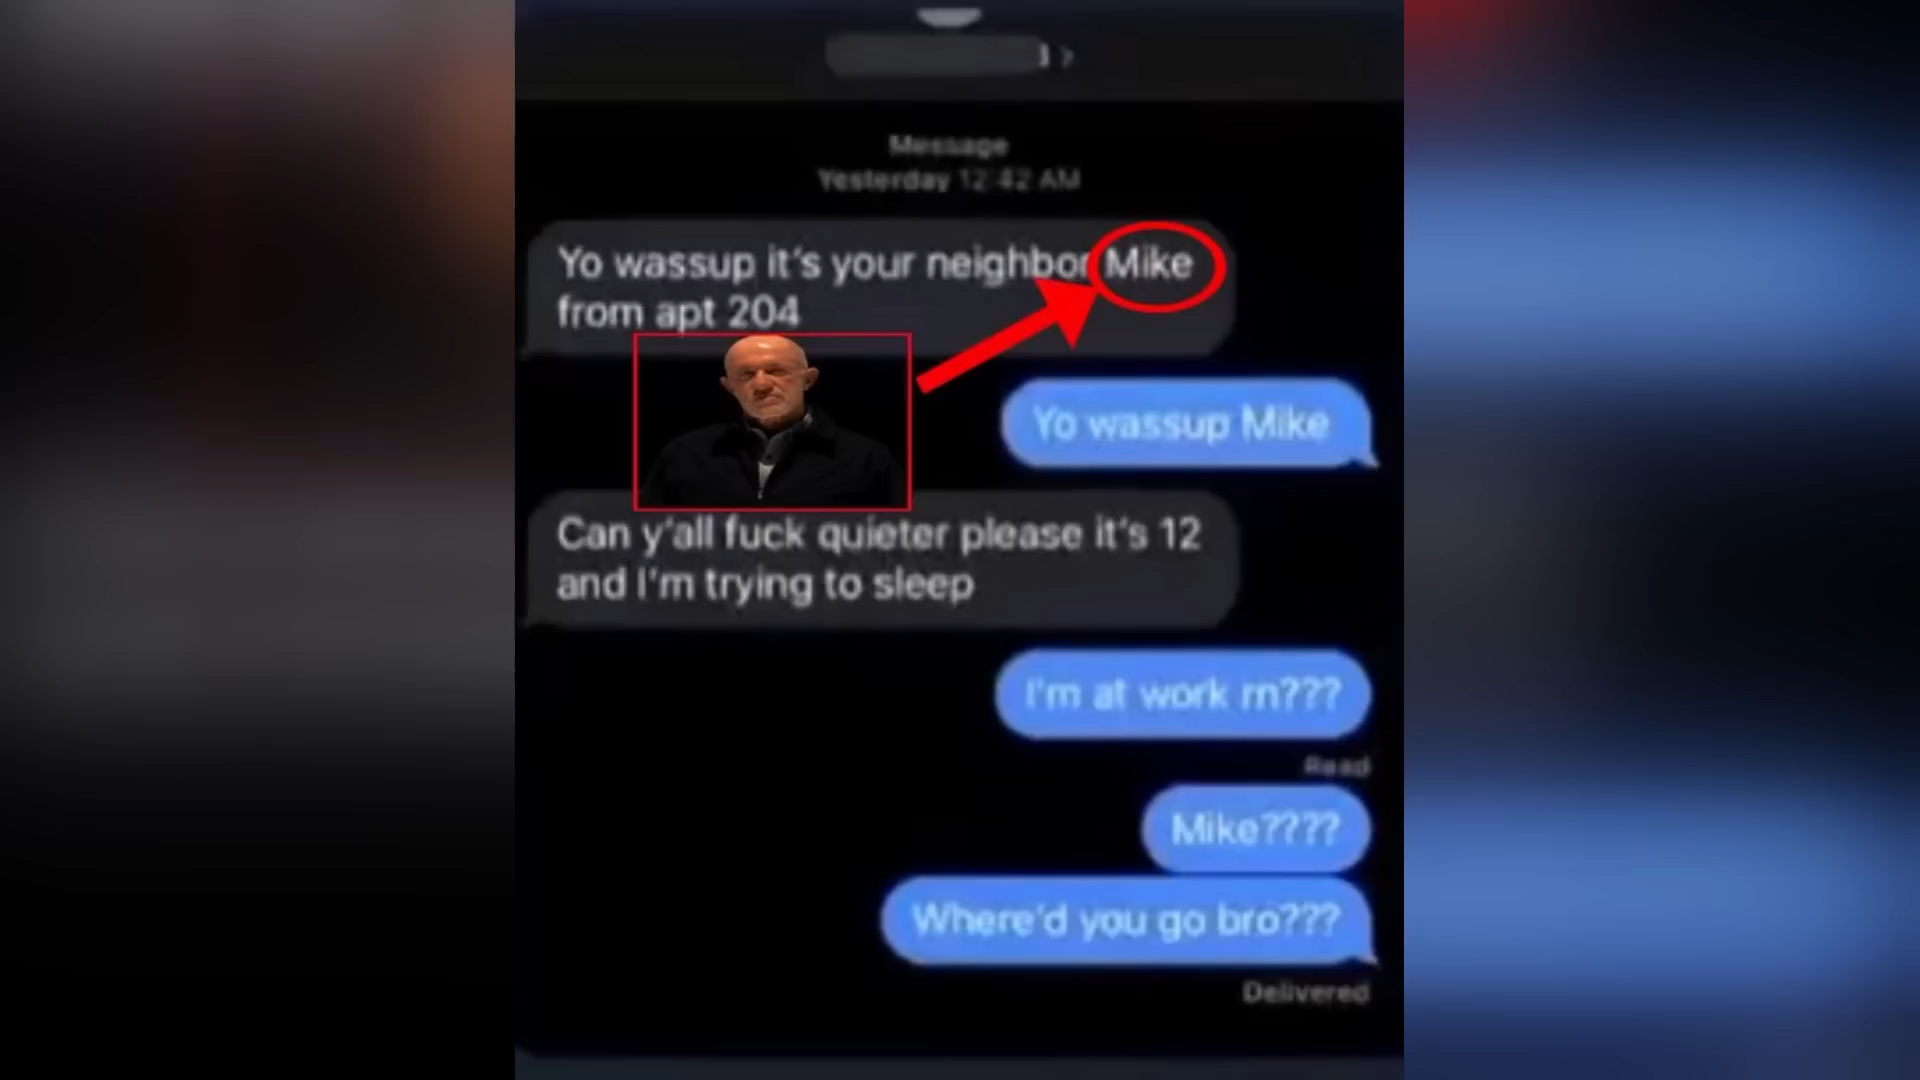 Message
Yesterday 12:42 AM
Yo wassup it's your neighbor Mike
from apt 204
Yo wassup Mike
Can y'all fuck quieter please it's 12
and I'm trying to sleep
I'm at work rn???
Read
Mike????
Where'd you go bro???
Delivered